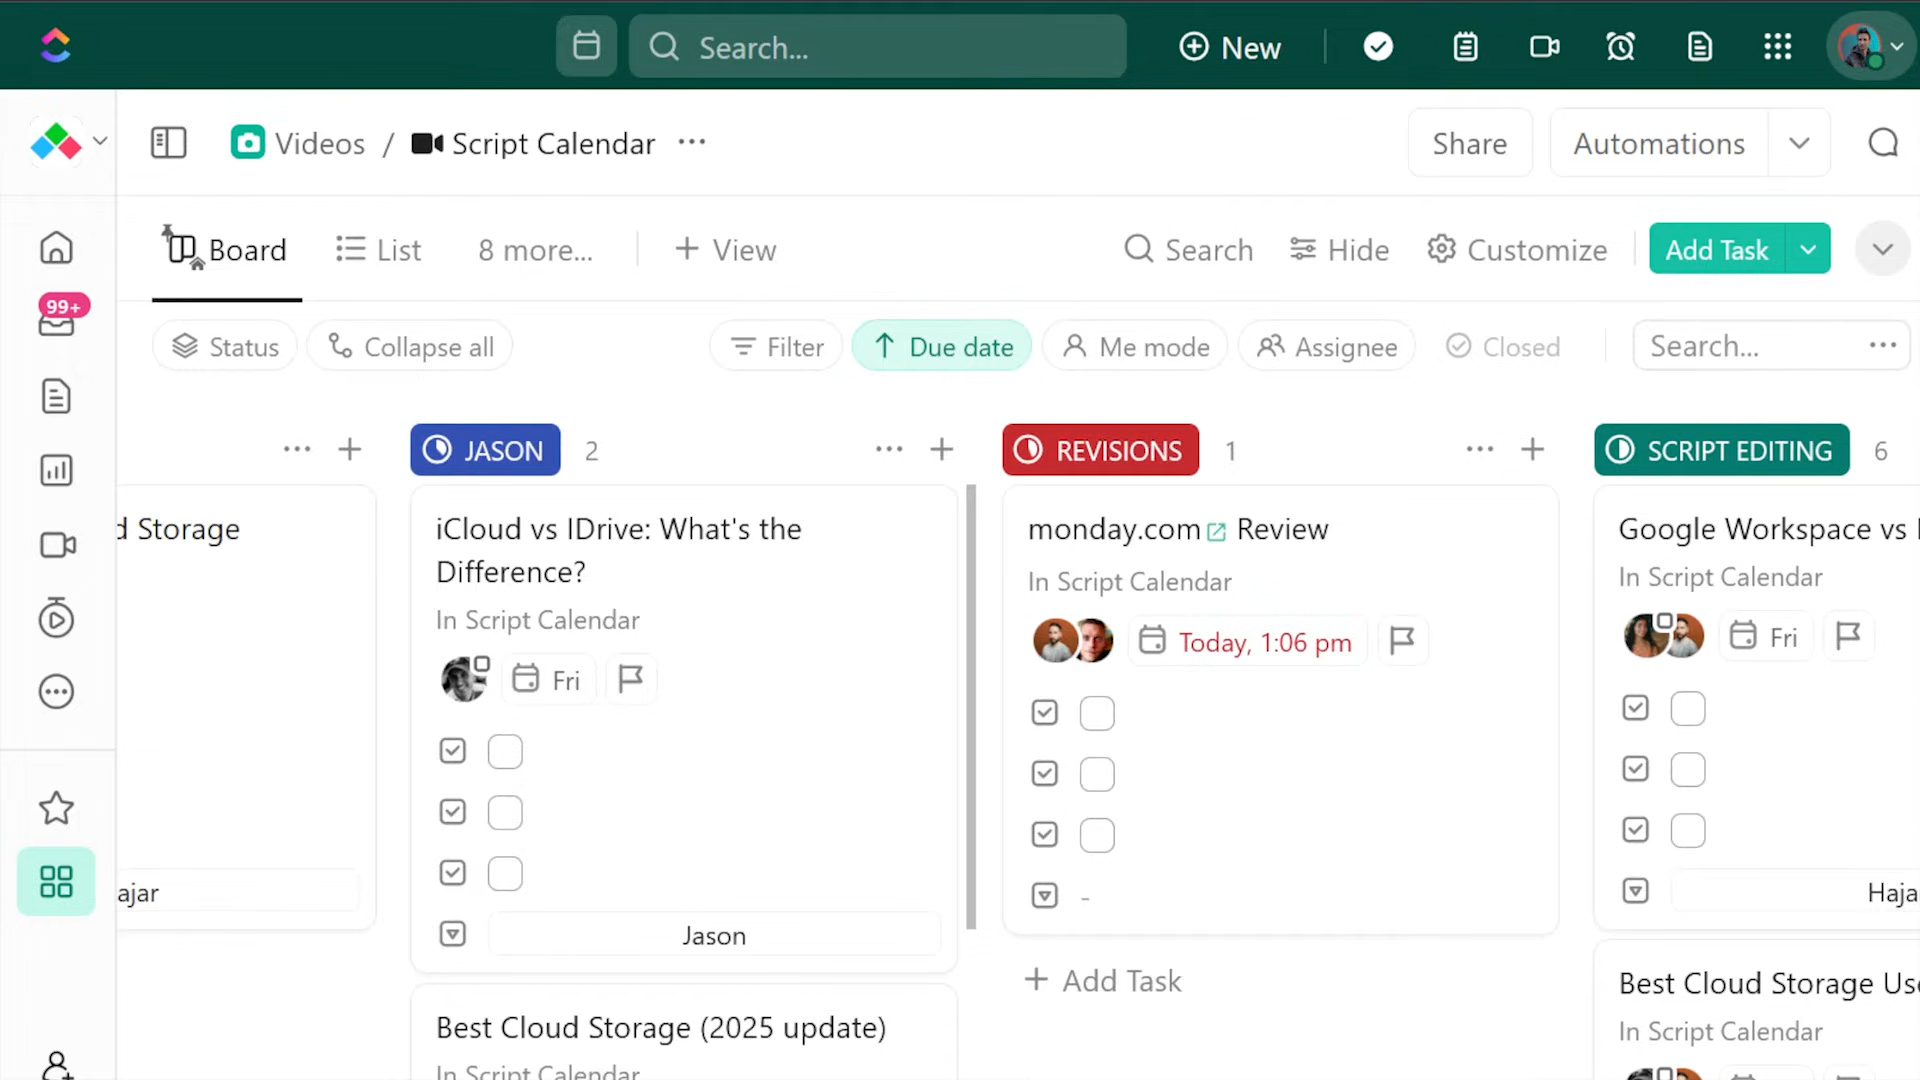 Search...
New
Videos / Script Calendar
Share
Automations
Board
List
8 more...
+ View
Search
Hide
Customize
Add Task
99+
Status
Collapse all
Filter
Due date
Me mode
Assignee
Closed
Search...
d Storage
ajar
JASON 2
iCloud vs IDrive: What's the
Difference?
In Script Calendar
Fri
Jason
Best Cloud Storage (2025 update)
In Script Calendar
REVISIONS 1
monday.com Review
In Script Calendar
Today, 1:06 pm
-
+ Add Task
SCRIPT EDITING 6
Google Workspace vs
In Script Calendar
Fri
Haja
Best Cloud Storage Us
In Script Calendar